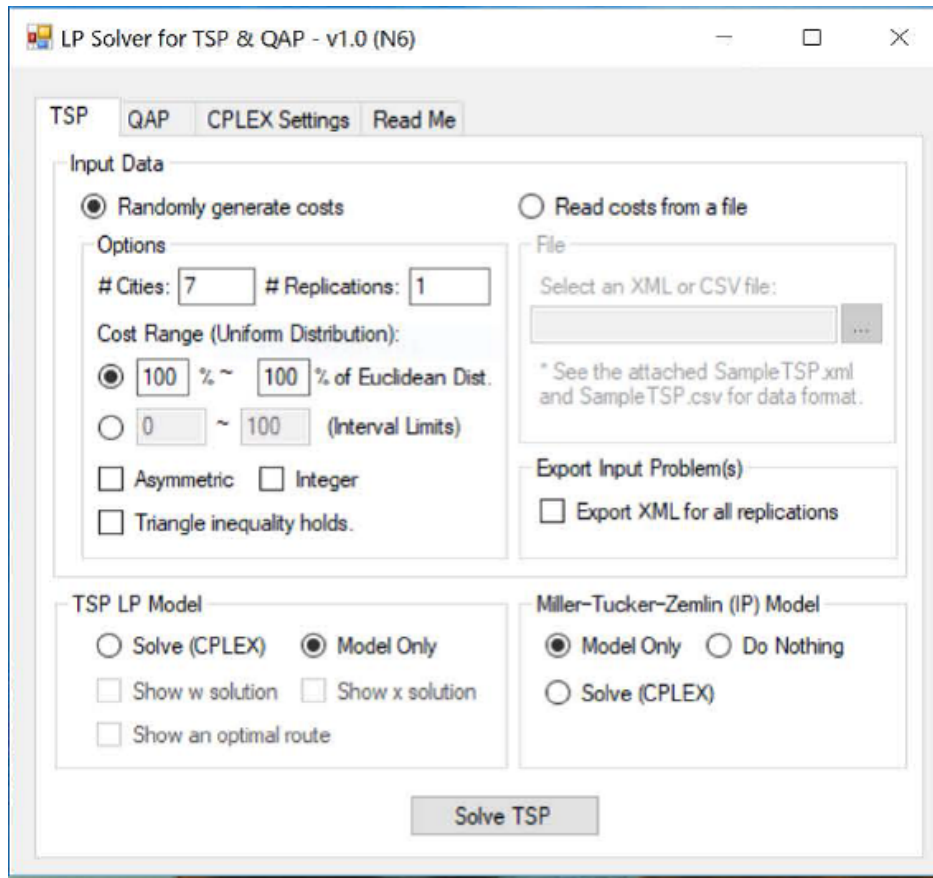 LP Solver for TSP & QAP - v1.0 (N6)
TSP QAP CPLEX Settings Read Me
Input Data
Randomly generate costs
Options
# Cities: 7 # Replications: 1
Cost Range (Uniform Distribution):
100 % ~ 100 % of Euclidean Dist.
0 ~ 100 (Interval Limits)
Asymmetric Integer
Triangle inequality holds.
Read costs from a file
File
Select an XML or CSV file:
...
* See the attached SampleTSP.xml
and SampleTSP.csv for data format.
Export Input Problem(s)
Export XML for all replications
TSP LP Model
Solve (CPLEX) Model Only
Show w solution Show x solution
Show an optimal route
Miller-Tucker-Zemlin (IP) Model
Model Only Do Nothing
Solve (CPLEX)
Solve TSP